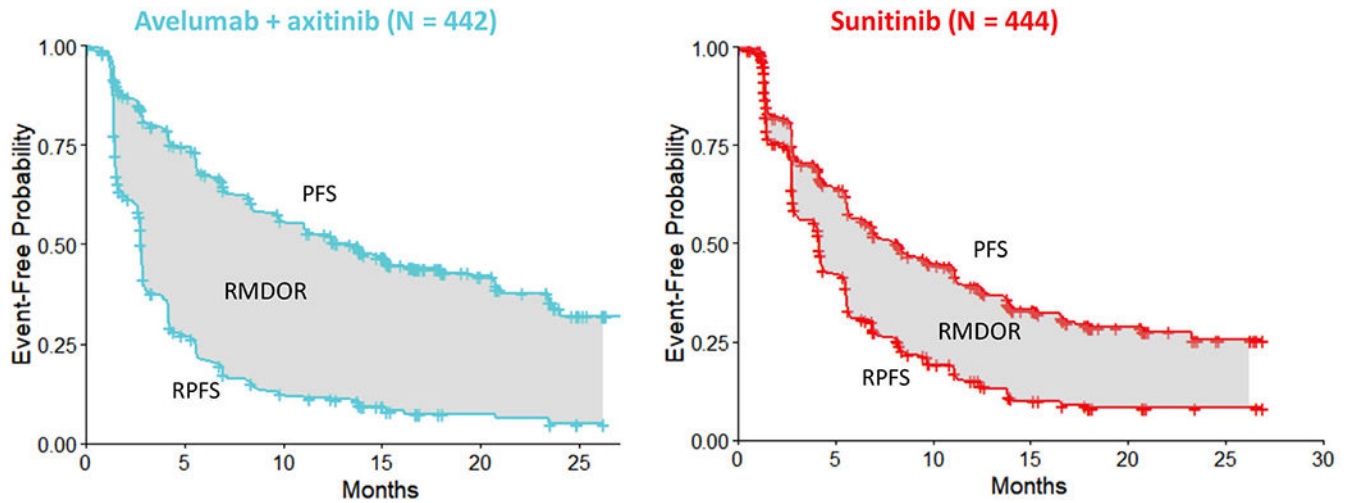 Avelumab + axitinib (N = 442)
Event-Free Probability
1.00
0.75
0.50
0.25
0.00
PFS
RMDOR
RPFS
0 5 10 15 20 25
Months
Sunitinib (N = 444)
Event-Free Probability
1.00
0.75
0.50
0.25
0.00
PFS
RMDOR
RPFS
0 5 10 15 20 25 30
Months